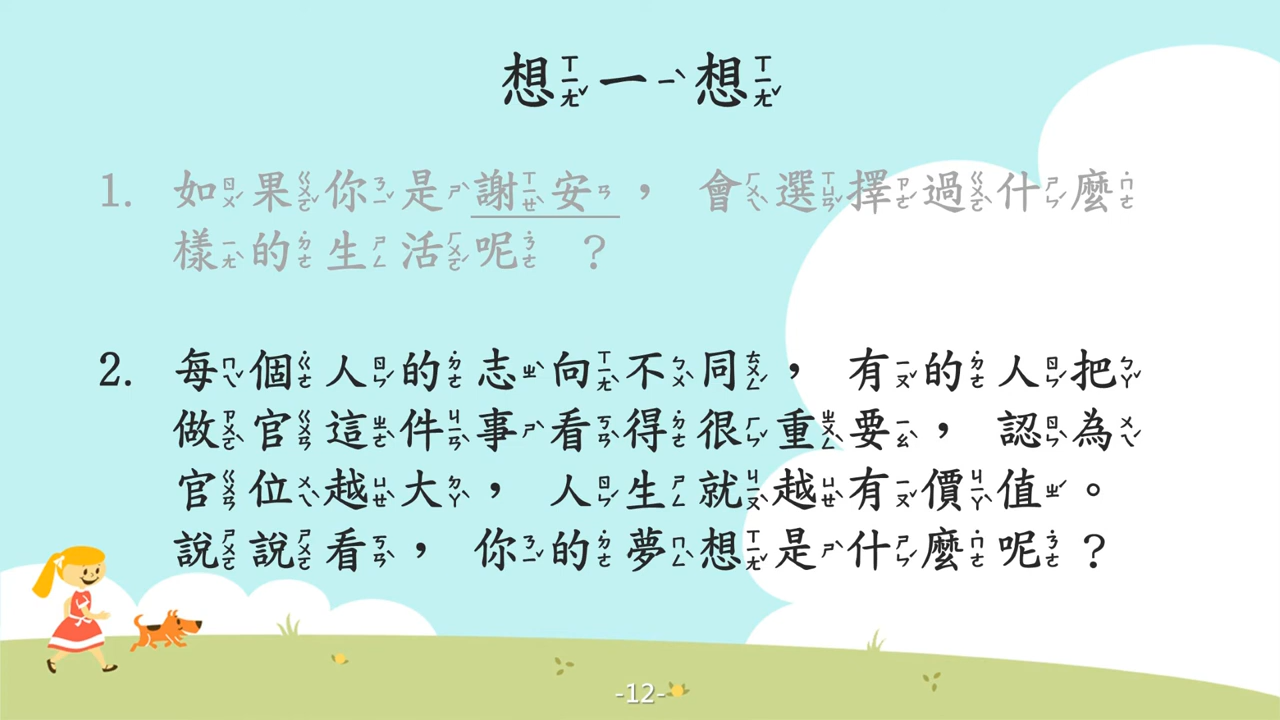 想一想
1. 如果你是謝安，會選擇過什麼
樣的生活呢？
2. 每個人的志向不同，有的人把
做官這件事看得很重要，認為
官位越大，人生就越有價值。
說說看，你的夢想是什麼呢？
-12-